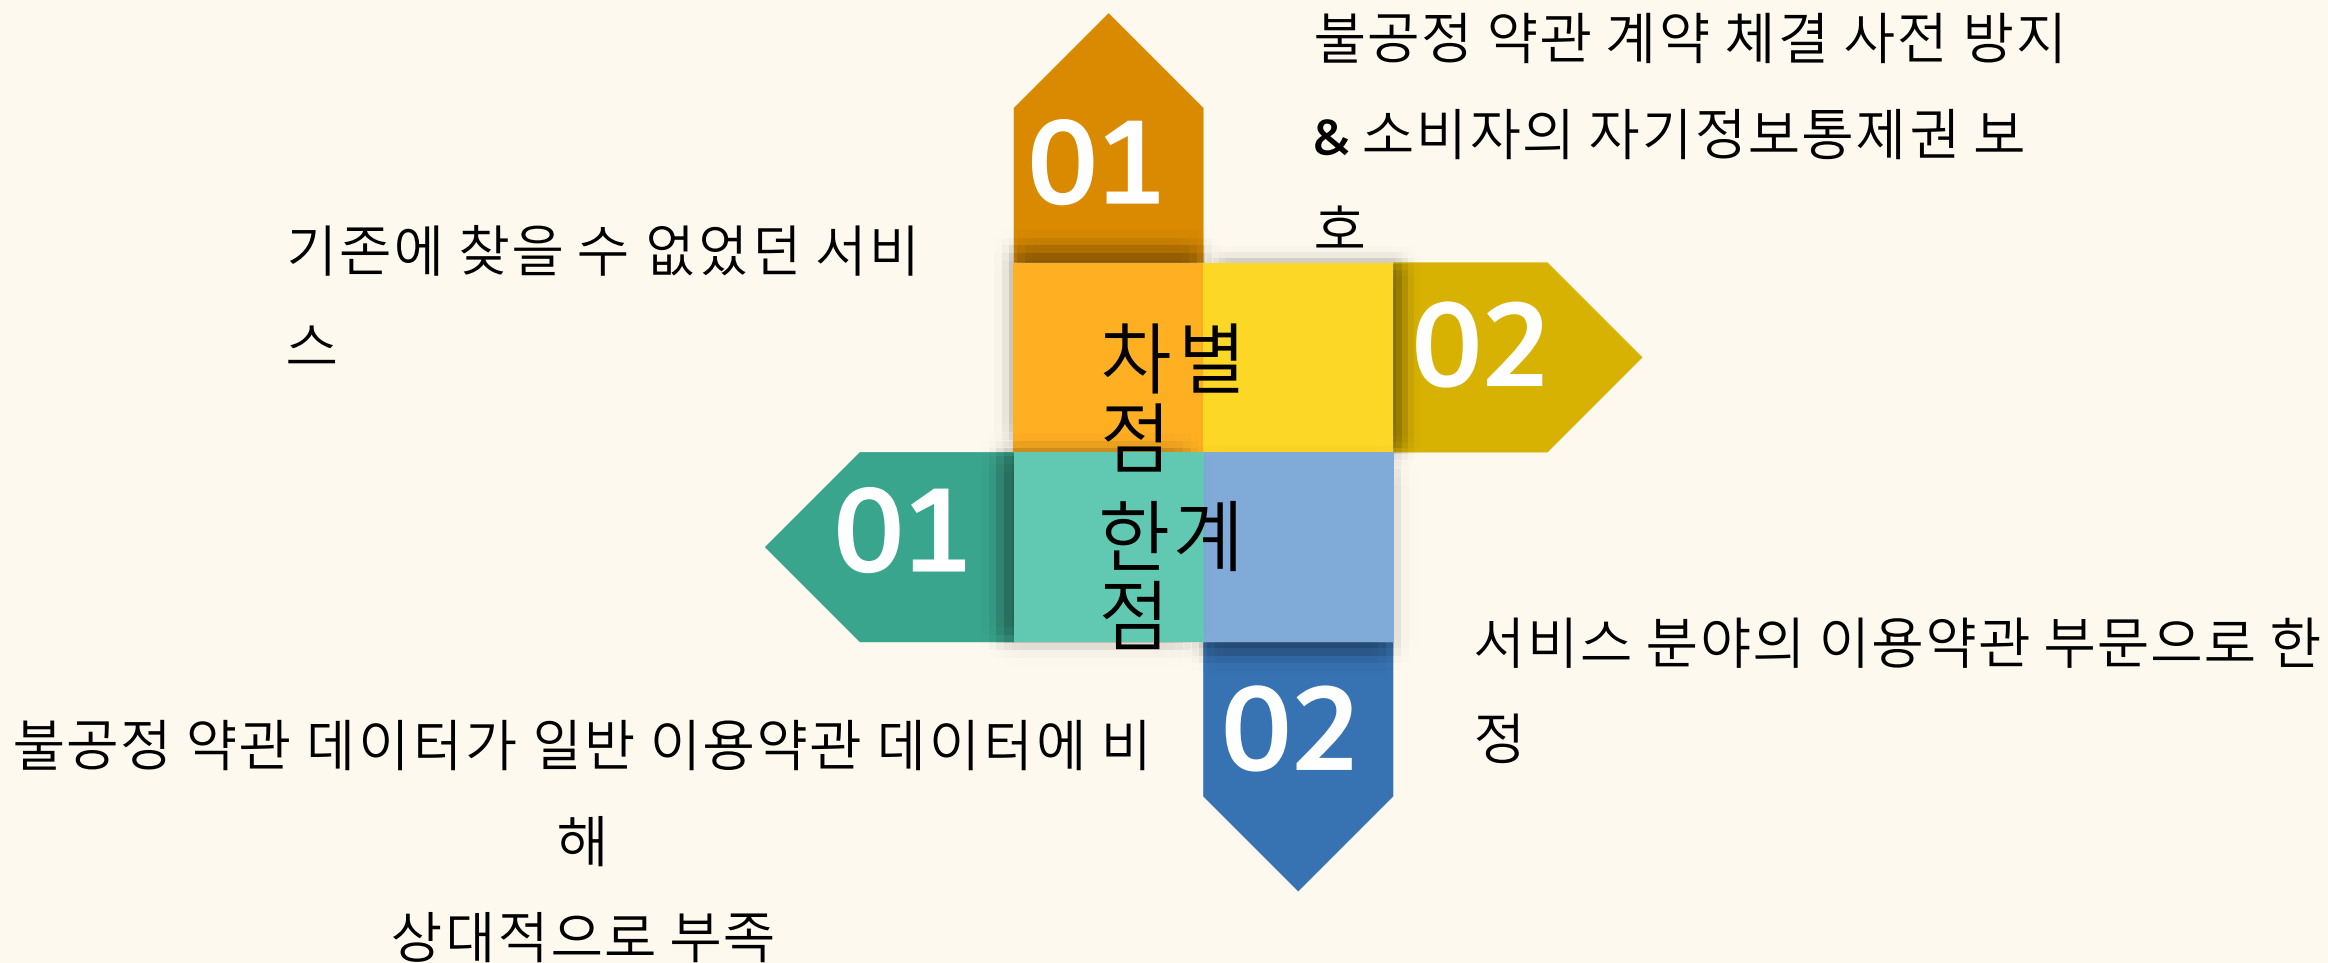 01
기존에 찾을 수 없었던 서비
스
불공정 약관 계약 체결 사전 방지
& 소비자의 자기정보통제권 보
호
02
차별
점
한계
점
01
불공정 약관 데이터가 일반 이용약관 데이터에 비
해
상대적으로 부족
02
서비스 분야의 이용약관 부문으로 한
정